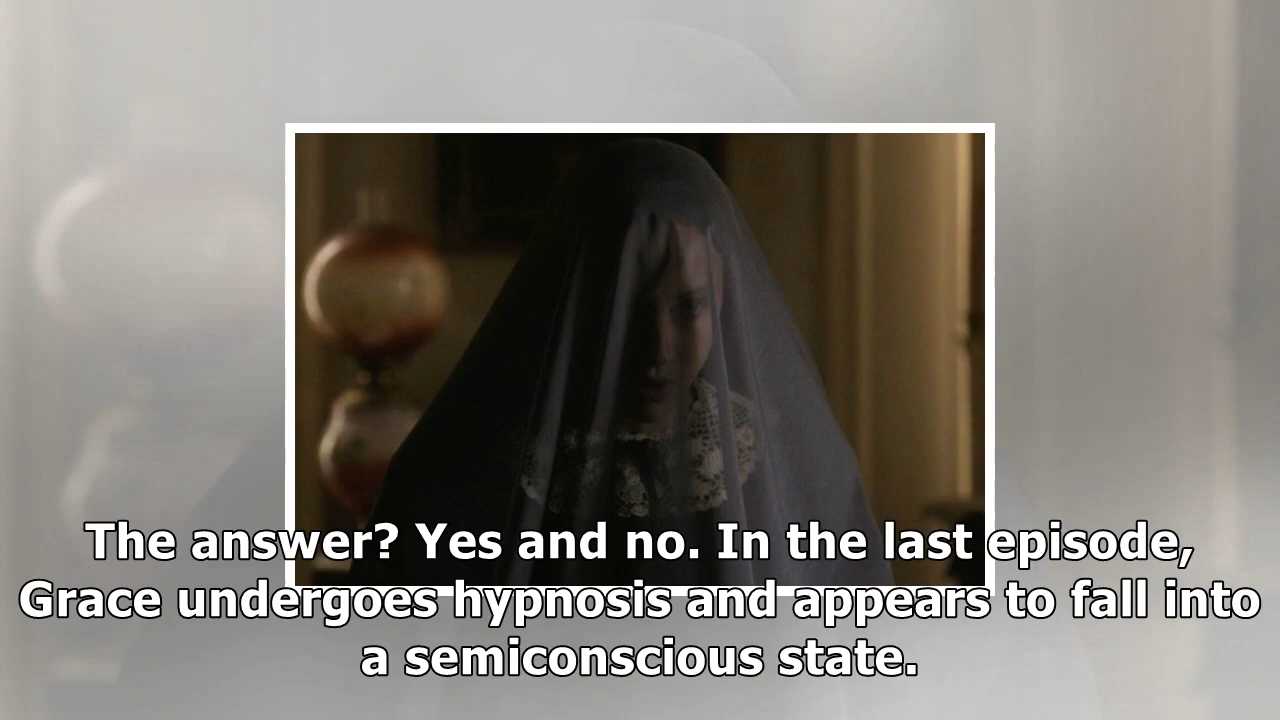 The answer? Yes and no. In the last episode,
Grace undergoes hypnosis and appears to fall into
a semiconscious state.